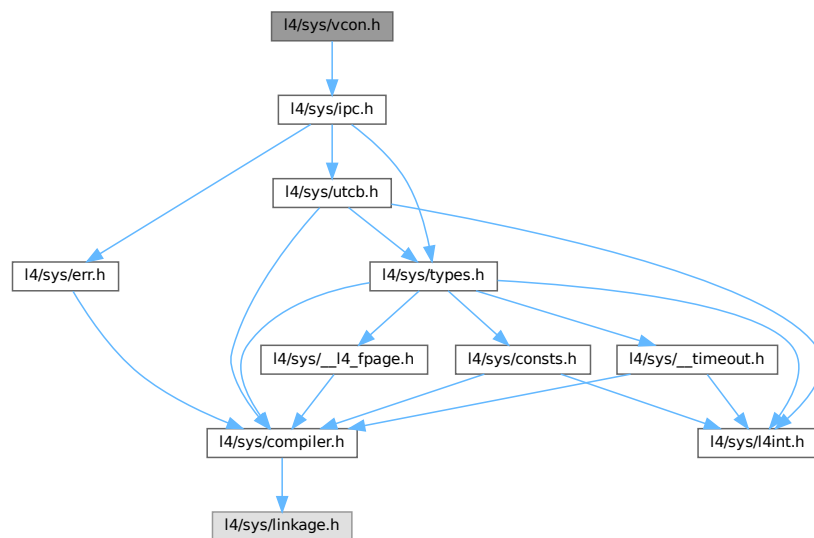 l4/sys/vcon.h
l4/sys/ipc.h
l4/sys/utcb.h
l4/sys/err.h
l4/sys/types.h
l4/sys/__l4_fpage.h
l4/sys/consts.h
l4/sys/__timeout.h
l4/sys/compiler.h
l4/sys/l4int.h
l4/sys/linkage.h